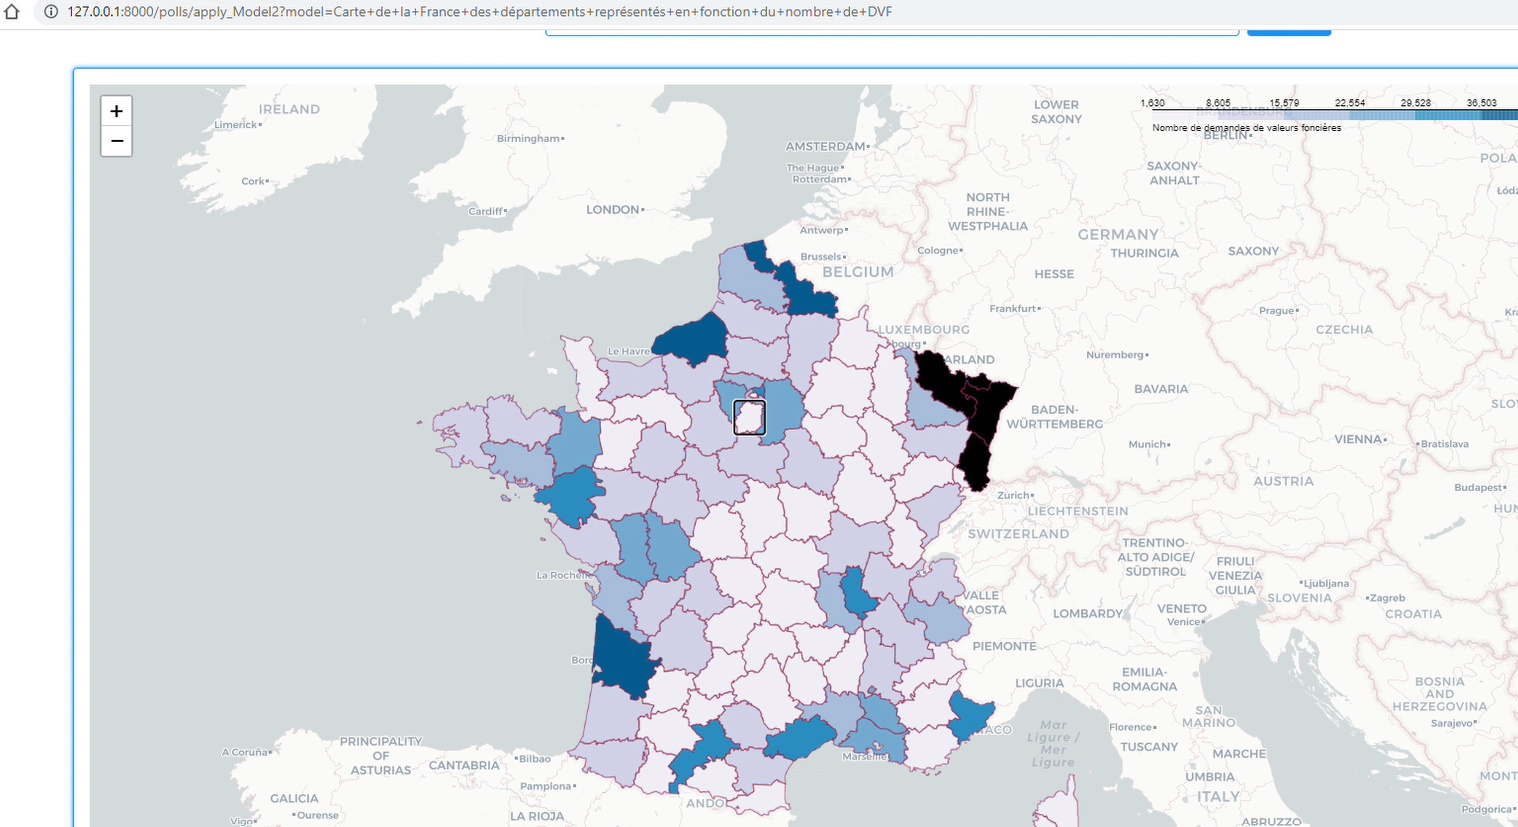 127.0.0.1:8000/polls/apply_Model2?model=Carte+de+la+France+des+départements+représentés+en+fonction+du+nombre+de+DVF
+
−
1,630 8,605 15,579 22,554 29,528 36,503
Nombre de demandes de valeurs foncières
IRELAND
Limerick
Cork
Birmingham
Cardiff
LONDON
AMSTERDAM
The Hague
Rotterdam
Antwerp
Brussels
BELGIUM
LOWER
SAXONY
BRANDENBURG
BERLIN
SAXONY-
ANHALT
POLA
Łódź
NORTH
RHINE-
WESTPHALIA
GERMANY
THURINGIA
SAXONY
Cologne
HESSE
Frankfurt
Prague
CZECHIA
Kra
LUXEMBOURG
bourg
ARLAND
Nuremberg
BAVARIA
Le Havre
BADEN-
WÜRTTEMBERG
SLO
Munich
VIENNA
Bratislava
AUSTRIA
Budapest
HUN
Zurich
LIECHTENSTEIN
SWITZERLAND
TRENTINO-
ALTO ADIGE/
SÜDTIROL
FRIULI
VENEZIA
GIULIA
Ljubljana
SLOVENIA
Zagreb
CROATIA
La Rochelle
VALLE
AOSTA
LOMBARDY
VENETO
Venice
PIEMONTE
Bor
LIGURIA
EMILIA-
ROMAGNA
BOSNIA
AND
HERZEGOVINA
Sarajevo
SAN
MARINO
ACO
Mar
Ligure /
Mer
Ligure
Florence
TUSCANY
MARCHE
Marseille
UMBRIA
ITALY
MONT
Podgorica
ABRUZZO
A Coruña
PRINCIPALITY
OF
ASTURIAS
CANTABRIA
Bilbao
Pamplona
ANDO
GALICIA
Ourense
Vigo
LA RIOJA